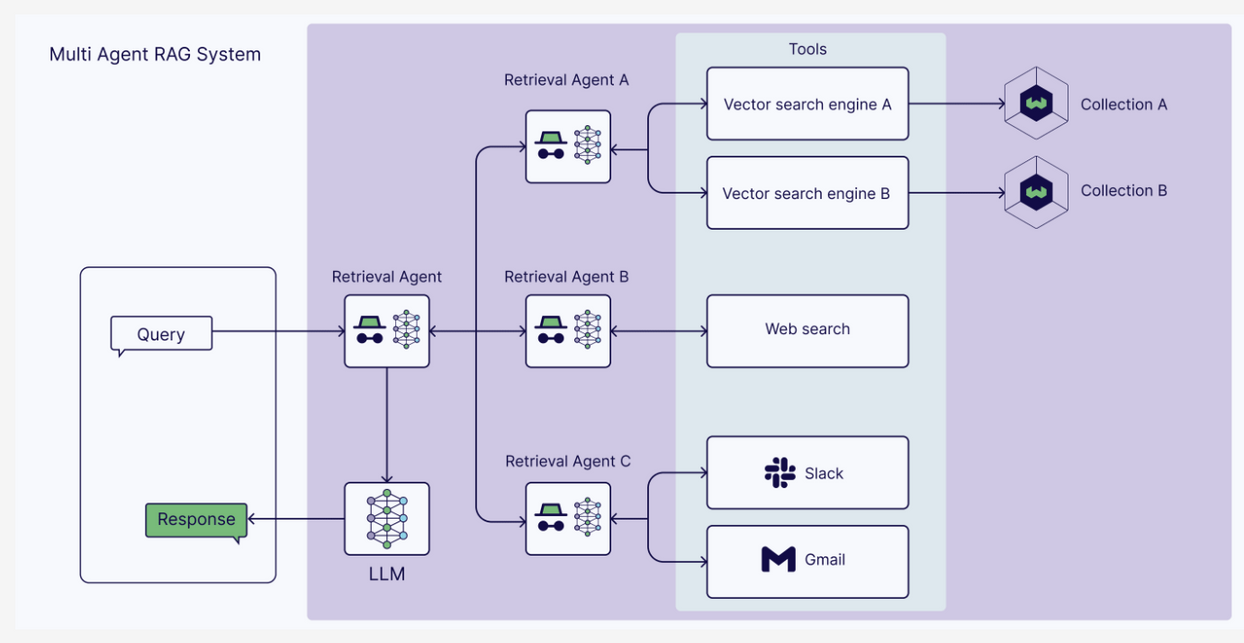 Multi Agent RAG System
Tools
Retrieval Agent A
Vector search engine A
Collection A
Vector search engine B
Collection B
Retrieval Agent
Retrieval Agent B
Query
Web search
Retrieval Agent C
Slack
Response
Gmail
LLM